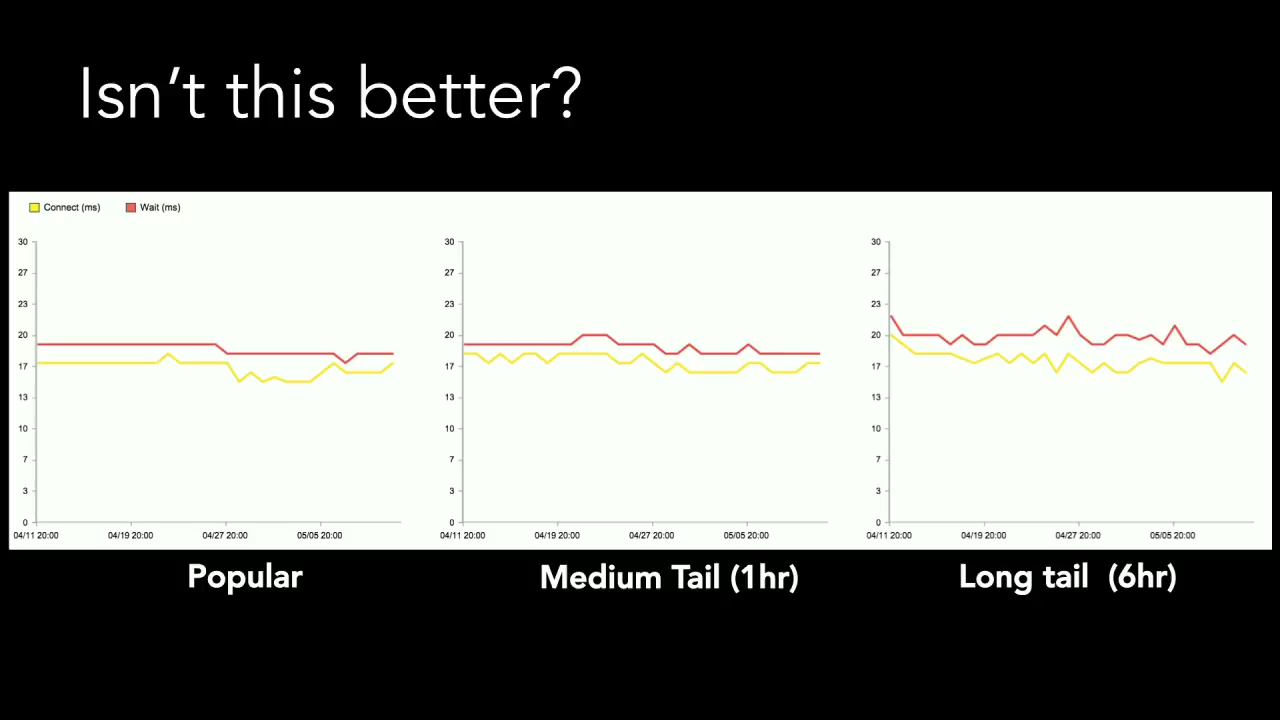 Isn't this better?
Connect (ms) Wait (ms)
30 30 30
27 27 27
23 23 23
20 20 20
17 17 17
13 13 13
10 10 10
7 7 7
3 3 3
0 0 0
04/11 20:00 04/19 20:00 04/27 20:00 05/05 20:00 04/11 20:00 04/19 20:00 04/27 20:00 05/05 20:00 04/11 20:00 04/19 20:00 04/27 20:00 05/05 20:00
Popular Medium Tail (1hr) Long tail (6hr)